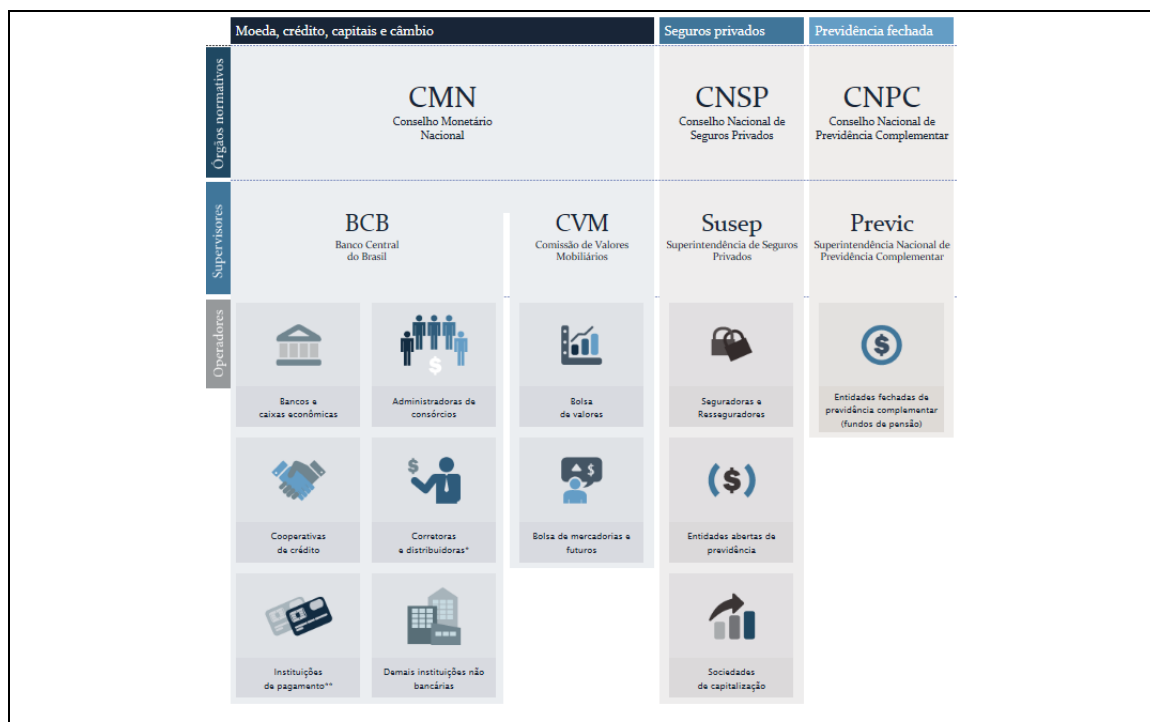 Moeda, crédito, capitais e câmbio
Seguros privados
Previdência fechada
Órgãos normativos
CMN
Conselho Monetário
Nacional
CNSP
Conselho Nacional de
Seguros Privados
CNPC
Conselho Nacional de
Previdência Complementar
Supervisores
BCB
Banco Central
do Brasil
CVM
Comissão de Valores
Mobiliários
Susep
Superintendência de Seguros
Privados
Previc
Superintendência Nacional de
Previdência Complementar
Operadores
$
$
Bancos e
caixas econômicas
Administradoras de
consórcios
Bolsa
de valores
Seguradoras e
Resseguradores
Entidades fechadas de
previdência complementar
(fundos de pensão)
$
$
($)
Cooperativas
de crédito
Corretoras
e distribuidoras*
Bolsa de mercadorias e
futuros
Entidades abertas de
previdência
Instituições
de pagamento**
Demais instituições não
bancárias
Sociedades
de capitalização